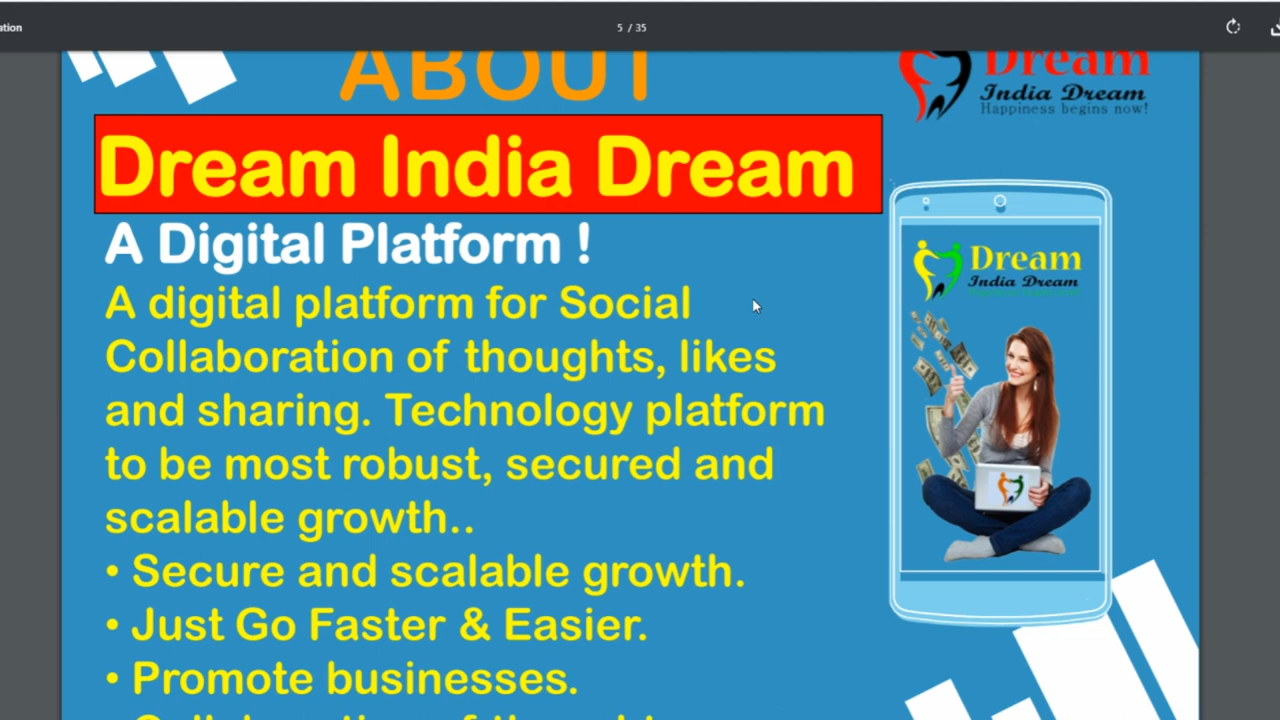 ation
5 / 35
ABOUT
Dream
India Dream
Happiness begins now!
Dream India Dream
A Digital Platform !
A digital platform for Social
Collaboration of thoughts, likes
and sharing. Technology platform
to be most robust, secured and
scalable growth..
• Secure and scalable growth.
• Just Go Faster & Easier.
• Promote businesses.
Dream
India Dream